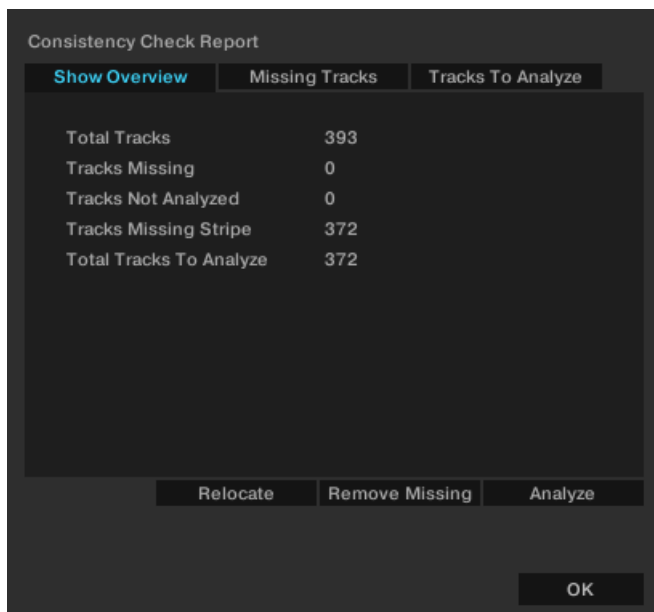 Consistency Check Report
Show Overview Missing Tracks Tracks To Analyze
Total Tracks 393
Tracks Missing 0
Tracks Not Analyzed 0
Tracks Missing Stripe 372
Total Tracks To Analyze 372
Relocate Remove Missing Analyze
OK